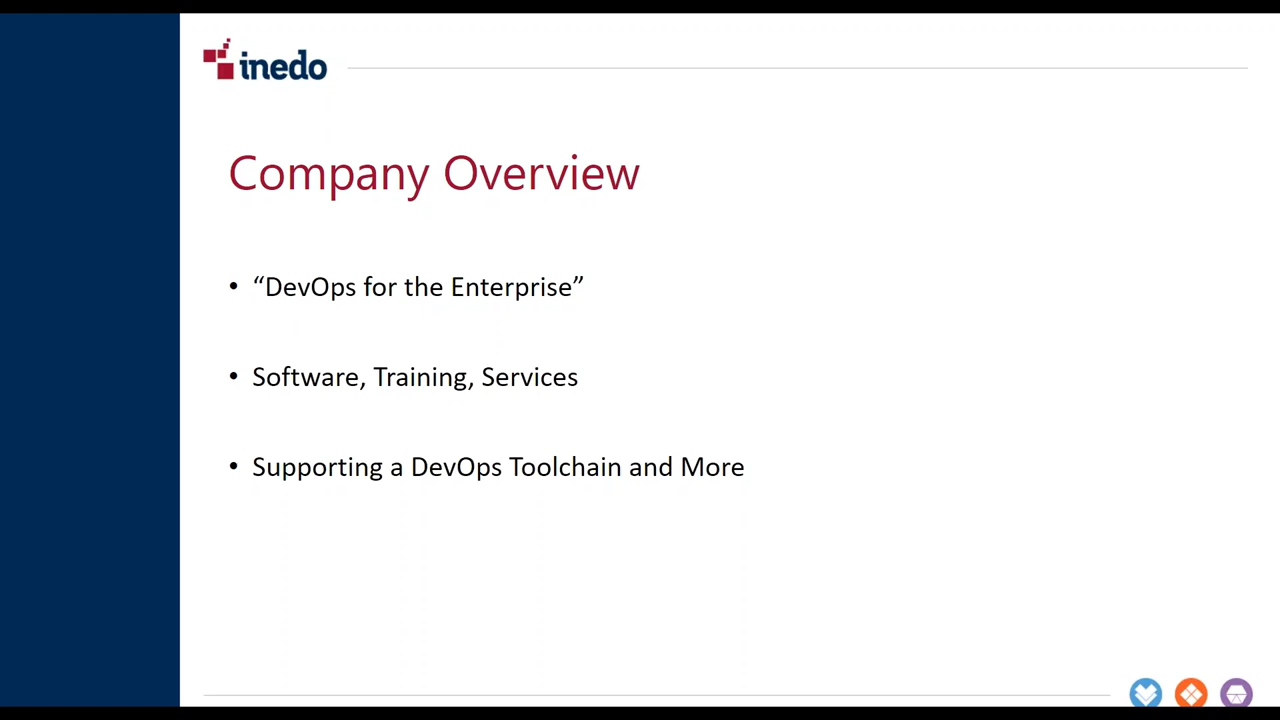 inedo
Company Overview
• “DevOps for the Enterprise”
• Software, Training, Services
• Supporting a DevOps Toolchain and More